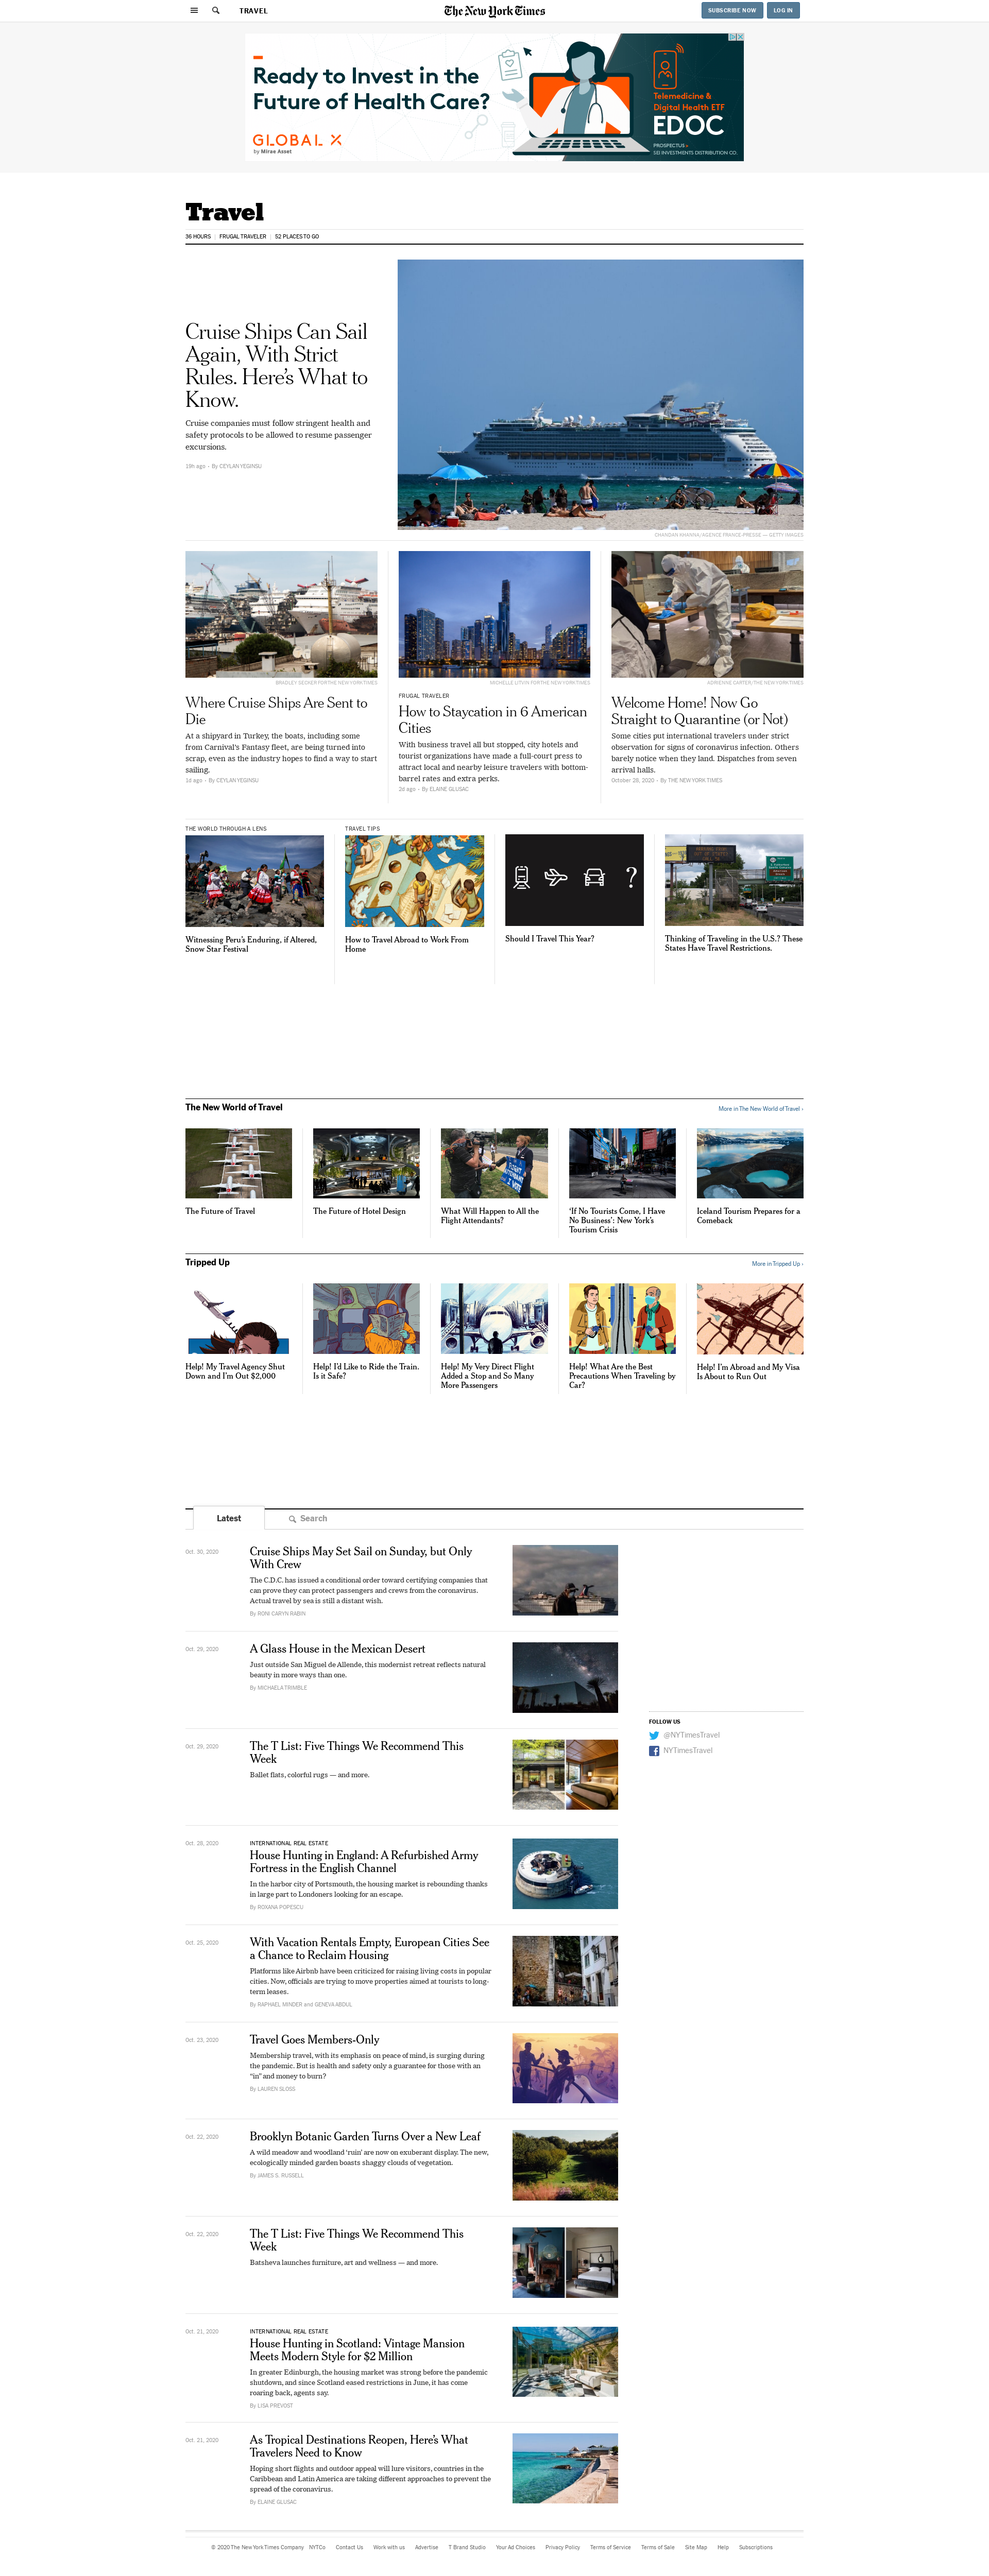 TRAVEL
The New York Times
SUBSCRIBE NOW
LOG IN
Ready to Invest in the
Future of Health Care?
GLOBAL X
by Mirae Asset
Telemedicine &
Digital Health ETF
EDOC
PROSPECTUS >
SEI INVESTMENTS DISTRIBUTION CO.
Travel
36 HOURS
FRUGAL TRAVELER
52 PLACES TO GO
Cruise Ships Can Sail
Again, With Strict
Rules. Here’s What to
Know.
Cruise companies must follow stringent health and
safety protocols to be allowed to resume passenger
excursions.
19h ago · By CEYLAN YEGINSU
CHANDAN KHANNA/AGENCE FRANCE-PRESSE — GETTY IMAGES
BRADLEY SECKER FOR THE NEW YORK TIMES
Where Cruise Ships Are Sent to
Die
At a shipyard in Turkey, the boats, including some
from Carnival’s Fantasy fleet, are being turned into
scrap, even as the industry hopes to find a way to start
sailing.
1d ago · By CEYLAN YEGINSU
MICHELLE LITVIN FOR THE NEW YORK TIMES
FRUGAL TRAVELER
How to Staycation in 6 American
Cities
With business travel all but stopped, city hotels and
tourist organizations have made a full-court press to
attract local and nearby leisure travelers with bottom-
barrel rates and extra perks.
2d ago · By ELAINE GLUSAC
ADRIENNE CARTER/THE NEW YORK TIMES
Welcome Home! Now Go
Straight to Quarantine (or Not)
Some cities put international travelers under strict
observation for signs of coronavirus infection. Others
barely notice when they land. Dispatches from seven
arrival halls.
October 26, 2020 · By THE NEW YORK TIMES
THE WORLD THROUGH A LENS
Witnessing Peru’s Enduring, if Altered,
Snow Star Festival
TRAVEL TIPS
How to Travel Abroad to Work From
Home
?
Should I Travel This Year?
Thinking of Traveling in the U.S.? These
States Have Travel Restrictions.
The New World of Travel
More in The New World of Travel ›
The Future of Travel
The Future of Hotel Design
What Will Happen to All the
Flight Attendants?
‘If No Tourists Come, I Have
No Business’: New York’s
Tourism Crisis
Iceland Tourism Prepares for a
Comeback
Tripped Up
More in Tripped Up ›
Help! My Travel Agency Shut
Down and I’m Out $2,000
Help! I’d Like to Ride the Train.
Is it Safe?
Help! My Very Direct Flight
Added a Stop and So Many
More Passengers
Help! What Are the Best
Precautions When Traveling by
Car?
Help! I’m Abroad and My Visa
Is About to Run Out
Latest
Search
Oct. 30, 2020
Cruise Ships May Set Sail on Sunday, but Only
With Crew
The C.D.C. has issued a conditional order toward certifying companies that
can prove they can protect passengers and crews from the coronavirus.
Actual travel by sea is still a distant wish.
By RONI CARYN RABIN
Oct. 29, 2020
A Glass House in the Mexican Desert
Just outside San Miguel de Allende, this modernist retreat reflects natural
beauty in more ways than one.
By MICHAELA TRIMBLE
FOLLOW US
@NYTimesTravel
NYTimesTravel
Oct. 29, 2020
The T List: Five Things We Recommend This
Week
Ballet flats, colorful rugs — and more.
Oct. 28, 2020
INTERNATIONAL REAL ESTATE
House Hunting in England: A Refurbished Army
Fortress in the English Channel
In the harbor city of Portsmouth, the housing market is rebounding thanks
in large part to Londoners looking for an escape.
By ROXANA POPESCU
Oct. 25, 2020
With Vacation Rentals Empty, European Cities See
a Chance to Reclaim Housing
Platforms like Airbnb have been criticized for raising living costs in popular
cities. Now, officials are trying to move properties aimed at tourists to long-
term leases.
By RAPHAEL MINDER and GENEVA ABDUL
Oct. 23, 2020
Travel Goes Members-Only
Membership travel, with its emphasis on peace of mind, is surging during
the pandemic. But is health and safety only a guarantee for those with an
“in” and money to burn?
By LAUREN SLOSS
Oct. 22, 2020
Brooklyn Botanic Garden Turns Over a New Leaf
A wild meadow and woodland ‘ruin’ are now on exuberant display. The new,
ecologically minded garden boasts shaggy clouds of vegetation.
By JAMES S. RUSSELL
Oct. 22, 2020
The T List: Five Things We Recommend This
Week
Batsheva launches furniture, art and wellness — and more.
Oct. 21, 2020
INTERNATIONAL REAL ESTATE
House Hunting in Scotland: Vintage Mansion
Meets Modern Style for $2 Million
In greater Edinburgh, the housing market was strong before the pandemic
shutdown, and since Scotland eased restrictions in June, it has come
roaring back, agents say.
By LISA PREVOST
Oct. 21, 2020
As Tropical Destinations Reopen, Here’s What
Travelers Need to Know
Hoping short flights and outdoor appeal will lure visitors, countries in the
Caribbean and Latin America are taking different approaches to prevent the
spread of the coronavirus.
By ELAINE GLUSAC
© 2020 The New York Times Company NYTCo Contact Us Work with us Advertise T Brand Studio Your Ad Choices Privacy Policy Terms of Service Terms of Sale Site Map Help Subscriptions